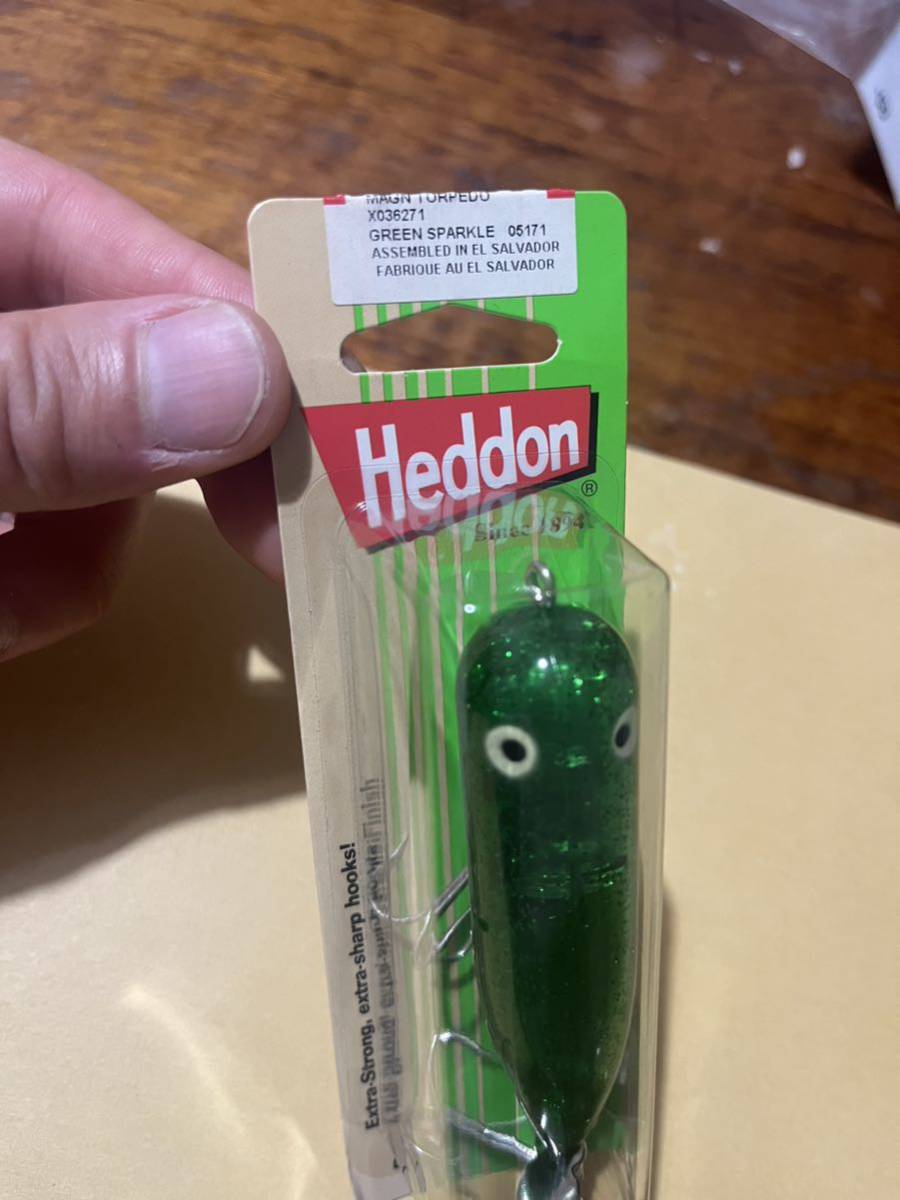 MAGN TORPEDO
X036271
GREEN SPARKLE 05171
ASSEMBLED IN EL SALVADOR
FABRIQUE AU EL SALVADOR
Heddon®
Since 1894
Extra-Strong, extra-sharp hooks!
Finish